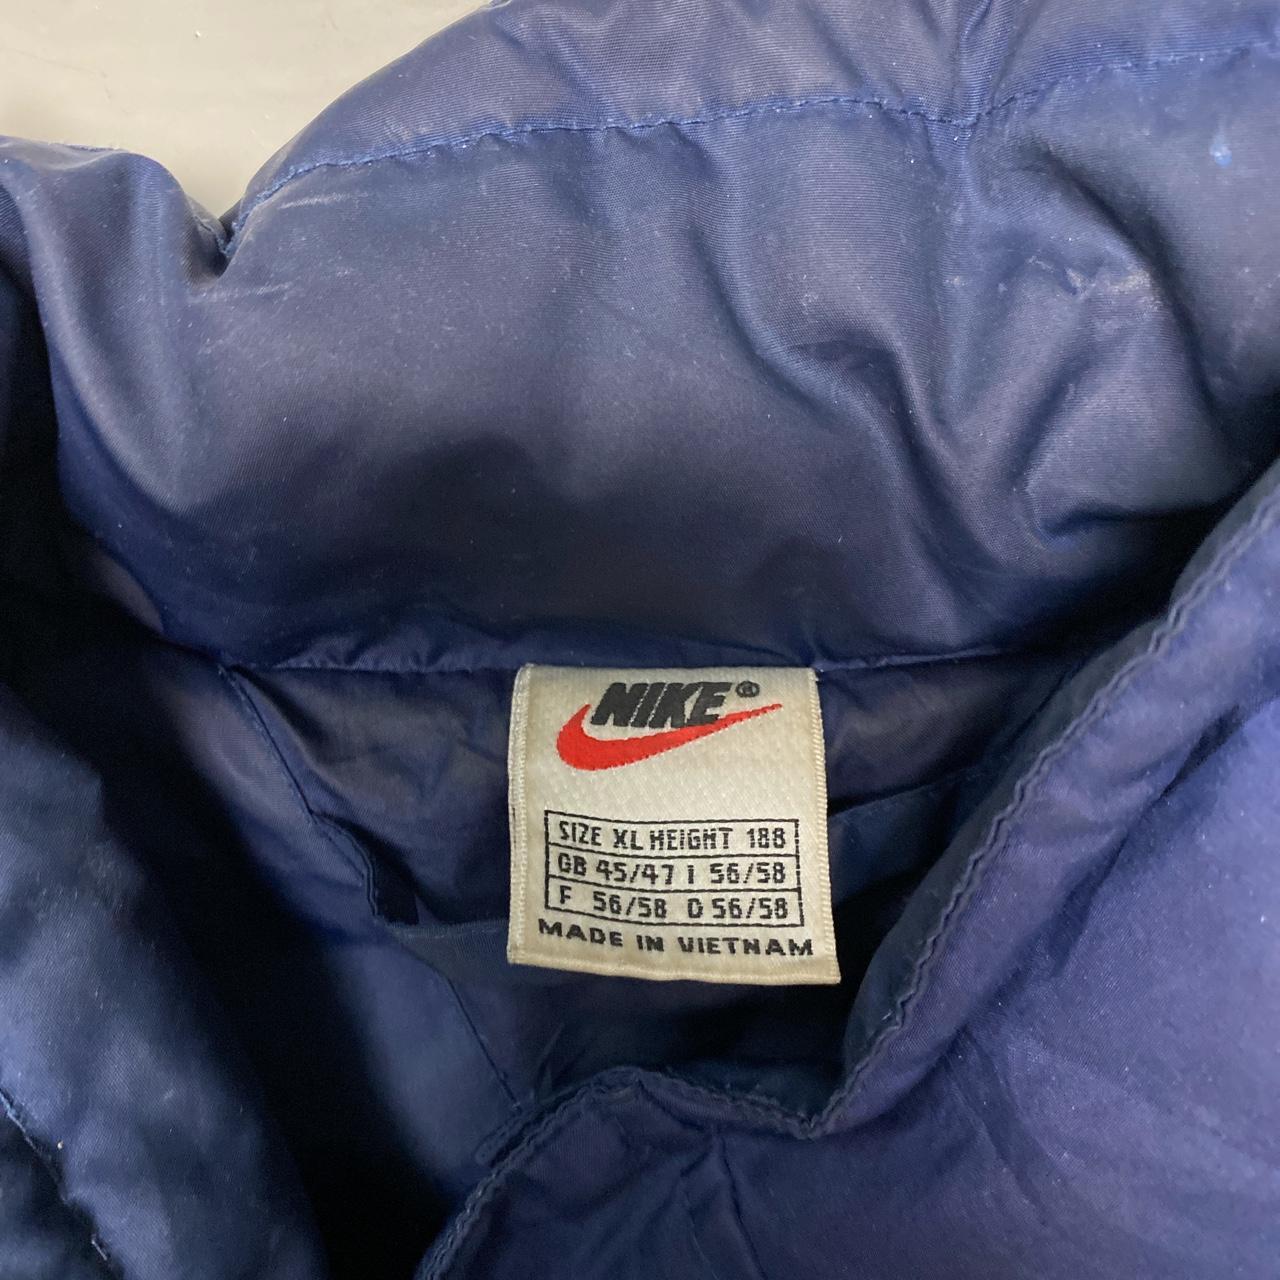 NIKE®
SIZE XL HEIGHT 188
GB 45/47 I 56/58
F 56/58 D 56/58
MADE IN VIETNAM